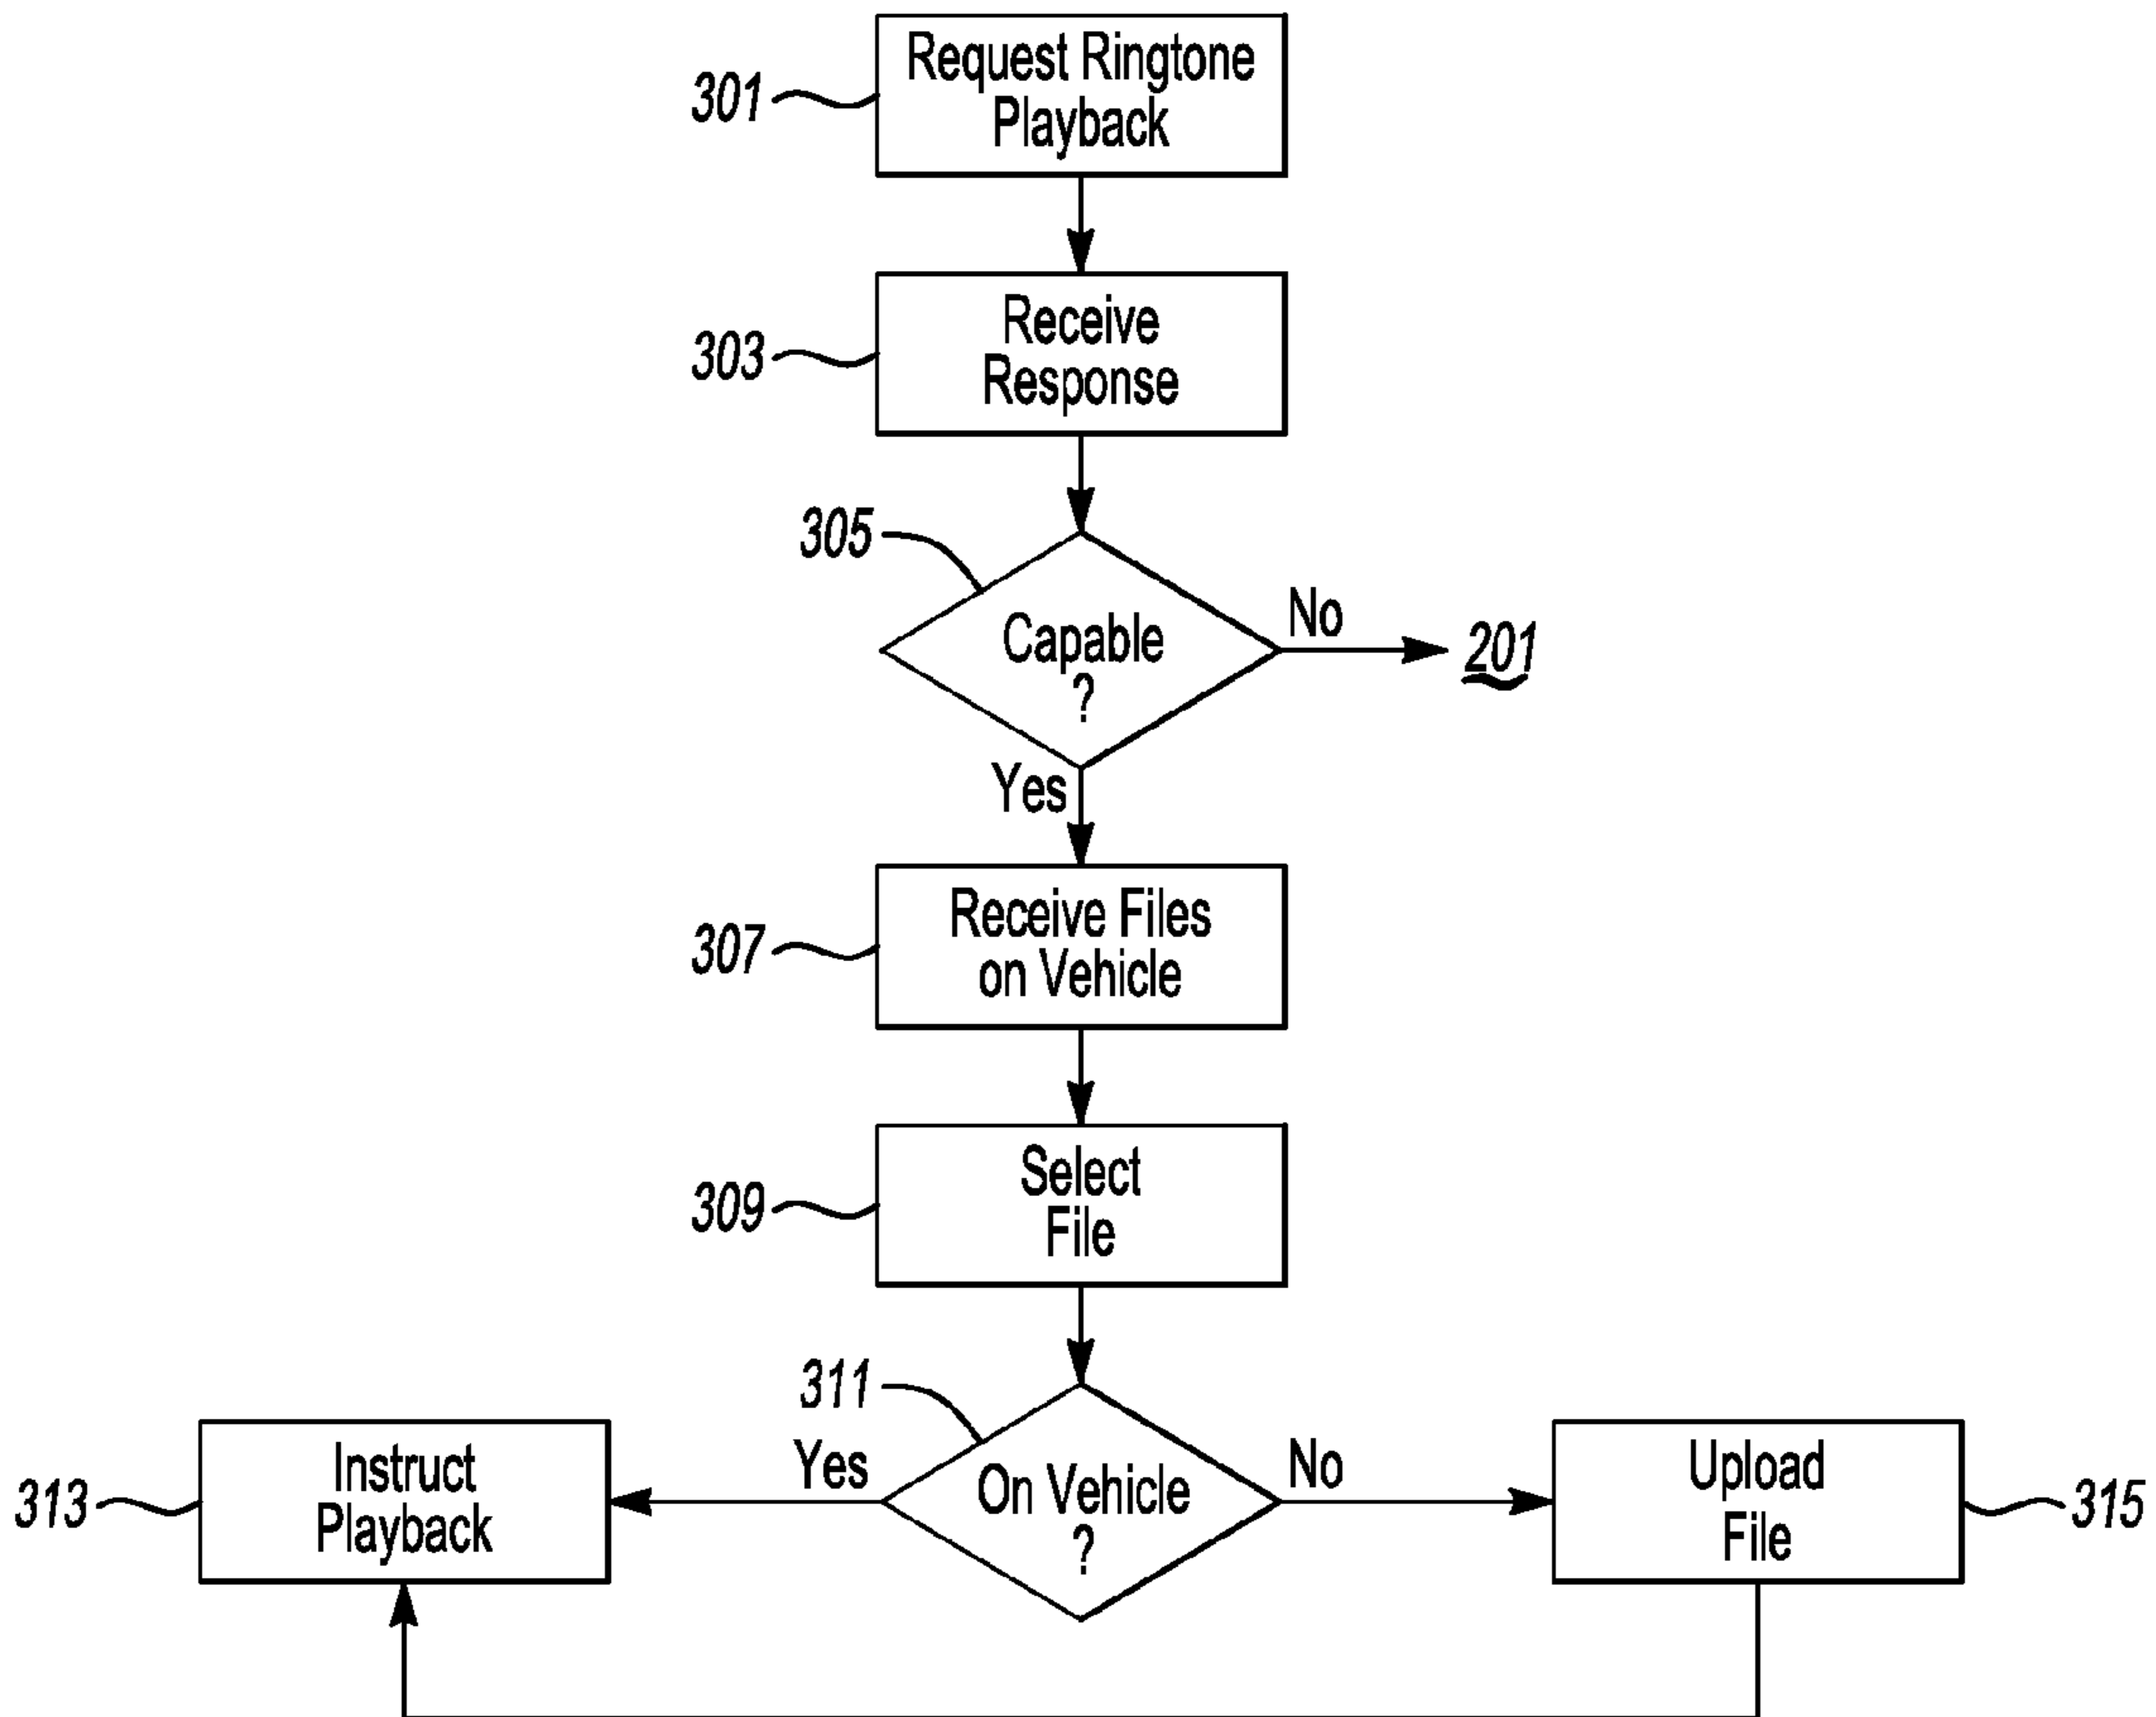 Request Ringtone
Playback
301
Receive
Response
303
305
Capable
?
No
201
Yes
Receive Files
on Vehicle
307
Select
File
309
311
On Vehicle
?
Yes
No
Instruct
Playback
313
Upload
File
315